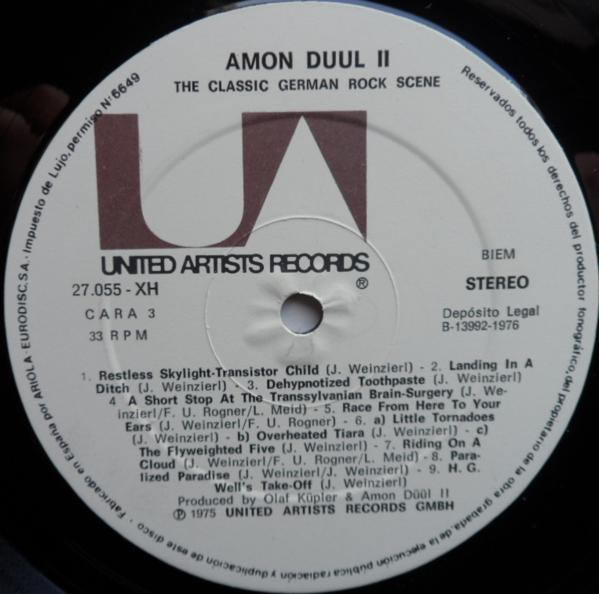 AMON DUUL II
THE CLASSIC GERMAN ROCK SCENE
UNITED ARTISTS RECORDS
®
27.055 - XH
CARA 3
33 RPM
BIEM
STEREO
Depósito Legal
B-13992-1976
1. Restless Skylight-Transistor Child (J. Weinzierl) - 2. Landing In A
Ditch (J. Weinzierl) - 3. Dehypnotized Toothpaste (J. Weinzierl) -
4 A Short Stop At The Transsylvanian Brain-Surgery (J. We-
inzierl/F. U. Rogner/L. Meid) - 5. Race From Here To Your
Ears (J. Weinzierl/F. U. Rogner) - 6. a) Little Tornadoes
(J. Weinzierl) - b) Overheated Tiara (J. Weinzierl) - c)
The Flyweighted Five (J. Weinzierl) - 7. Riding On A
Cloud (J. Weinzierl/F. U. Rogner/L. Meid) - 8. Para-
lized Paradise (J. Weinzierl/J. Weinzierl) - 9. H. G.
Well's Take-Off (J. Weinzierl)
Produced by Olaf Küpler & Amon Düül II
℗ 1975 UNITED ARTISTS RECORDS GMBH
Fabricado en España por ARIOLA - EURODISC, S.A. · Impuesto de Lujo, permiso Nº 6649
Reservados todos los derechos del productor fonográfico, del propietario de la obra grabada, de la ejecución pública radiación y duplicación de este disco ·